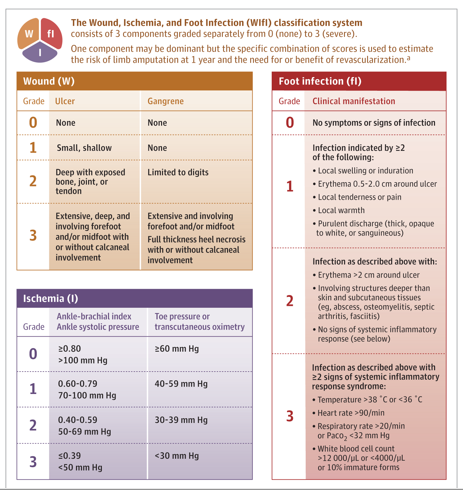 W
fI
I
The Wound, Ischemia, and Foot Infection (WIfI) classification system
consists of 3 components graded separately from 0 (none) to 3 (severe).
One component may be dominant but the specific combination of scores is used to estimate
the risk of limb amputation at 1 year and the need for or benefit of revascularization.a
Wound (W)
Grade Ulcer Gangrene
0 None None
1 Small, shallow None
2 Deep with exposed bone, joint, or tendon Limited to digits
3 Extensive, deep, and involving forefoot and/or midfoot with or without calcaneal involvement
Extensive and involving forefoot and/or midfoot
Full thickness heel necrosis with or without calcaneal involvement
Ischemia (I)
Grade
Ankle-brachial index
Ankle systolic pressure
Toe pressure or
transcutaneous oximetry
0
≥0.80
>100 mm Hg
≥60 mm Hg
1
0.60-0.79
70-100 mm Hg
40-59 mm Hg
2
0.40-0.59
50-69 mm Hg
30-39 mm Hg
3
≤0.39
<50 mm Hg
<30 mm Hg
Foot infection (fI)
Grade Clinical manifestation
0 No symptoms or signs of infection
1
Infection indicated by ≥2
of the following:
• Local swelling or induration
• Erythema 0.5-2.0 cm around ulcer
• Local tenderness or pain
• Local warmth
• Purulent discharge (thick, opaque
to white, or sanguineous)
2
Infection as described above with:
• Erythema >2 cm around ulcer
• Involving structures deeper than
skin and subcutaneous tissues
(eg, abscess, osteomyelitis, septic
arthritis, fasciitis)
• No signs of systemic inflammatory
response (see below)
3
Infection as described above with
≥2 signs of systemic inflammatory
response syndrome:
• Temperature >38 ˚C or <36 ˚C
• Heart rate >90/min
• Respiratory rate >20/min
or Paco2 <32 mm Hg
• White blood cell count
>12 000/μL or <4000/μL
or 10% immature forms